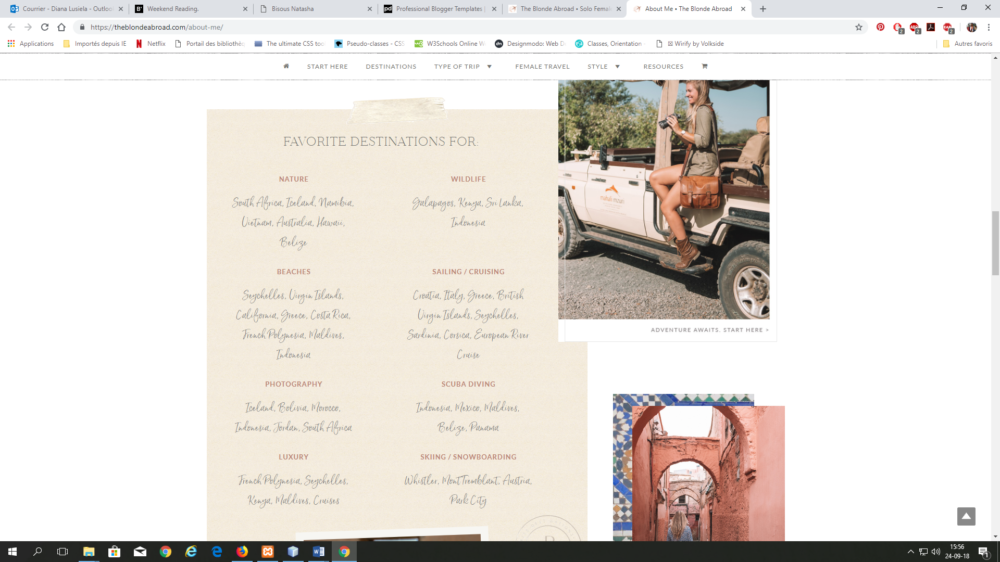 Courrier - Diana Lusiela - Outloo
Weekend Reading.
Bisous Natasha
Professional Blogger Templates |
The Blonde Abroad • Solo Femal
About Me • The Blonde Abroad
https://theblondeabroad.com/about-me/
2
2
2
Applications
Importés depuis IE
Netflix
Portail des bibliothèq
The ultimate CSS too
Pseudo-classes - CSS
W3Schools Online W
Designmodo: Web D
Classes, Orientation -
Wirify by Volkside
Autres favoris
START HERE
DESTINATIONS
TYPE OF TRIP
FEMALE TRAVEL
STYLE
RESOURCES
FAVORITE DESTINATIONS FOR:
NATURE
South Africa, Iceland, Namibia,
Vietnam, Australia, Hawaii,
Belize
WILDLIFE
Galapagos, Kenya, Sri Lanka,
Indonesia
BEACHES
Seychelles, Virgin Islands,
California, Greece, Costa Rica,
French Polynesia, Maldives,
Indonesia
SAILING / CRUISING
Croatia, Italy, Greece, British
Virgin Islands, Seychelles,
Sardinia, Corsica, European River
Cruise
PHOTOGRAPHY
Iceland, Bolivia, Morocco,
Indonesia, Jordan, South Africa
SCUBA DIVING
Indonesia, Mexico, Maldives,
Belize, Panama
LUXURY
French Polynesia, Seychelles,
Kenya, Maldives, Cruises
SKIING / SNOWBOARDING
Whistler, Mont Tremblant, Austria,
Park City
mahali mzuri
ADVENTURE AWAITS. START HERE >
15:56
24-09-18
1